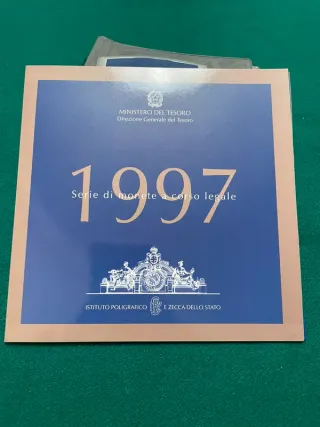 MINISTERO DEL TESORO
Direzione Generale del Tesoro
1997
Serie di monete a corso legale
ISTITUTO POLIGRAFICO E ZECCA DELLO STATO